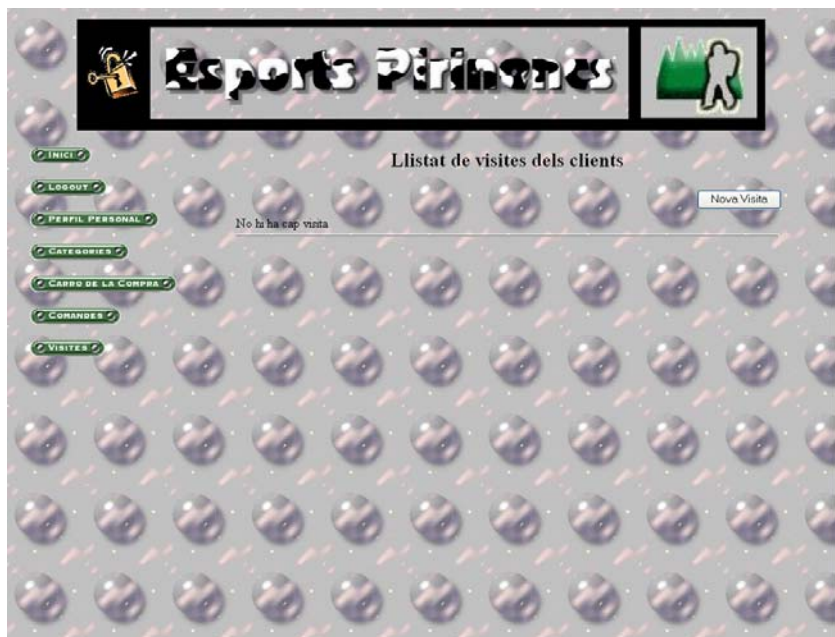 Esports Pirinencs
Llistat de visites dels clients
INICI
LOGOUT
Nova Visita
PERFIL PERSONAL
No hi ha cap visita
CATEGORIES
CARRO DE LA COMPRA
COMANDES
VISITES